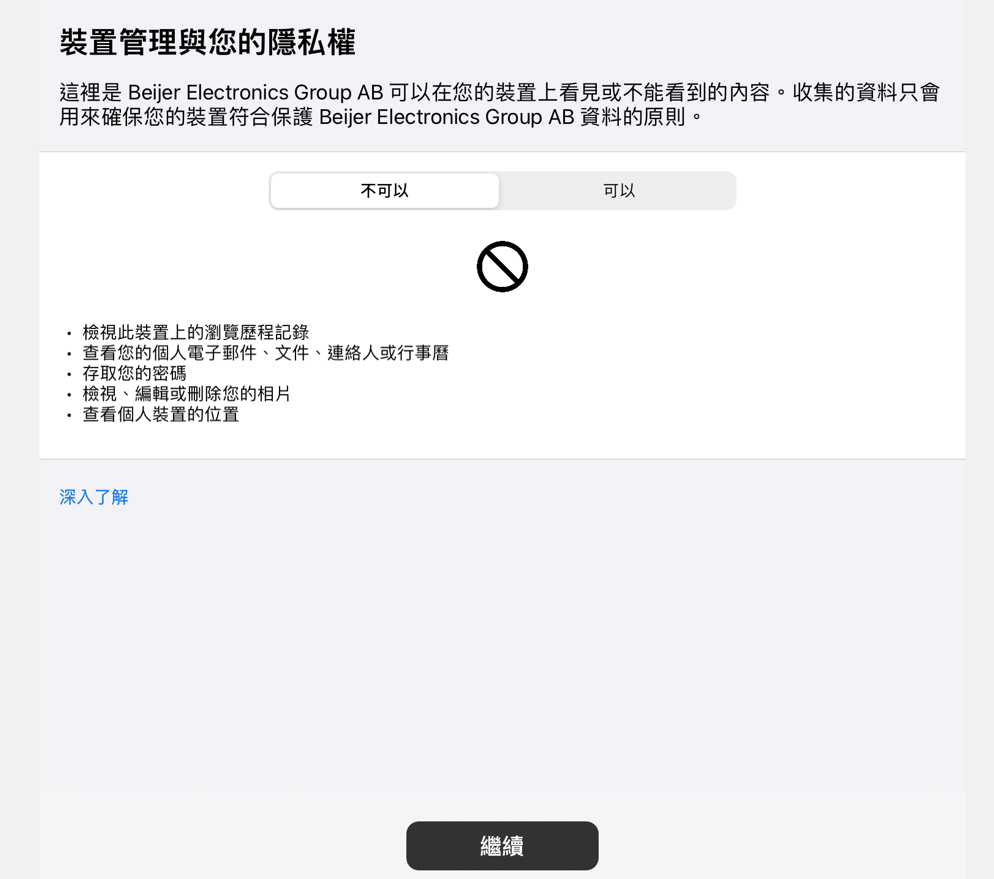 裝置管理與您的隱私權
這裡是 Beijer Electronics Group AB 可以在您的裝置上看見或不能看到的內容。收集的資料只會
用來確保您的裝置符合保護 Beijer Electronics Group AB 資料的原則。
不可以
可以
• 檢視此裝置上的瀏覽歷程記錄
• 查看您的個人電子郵件、文件、連絡人或行事曆
• 存取您的密碼
• 檢視、編輯或刪除您的相片
• 查看個人裝置的位置
深入了解
繼續